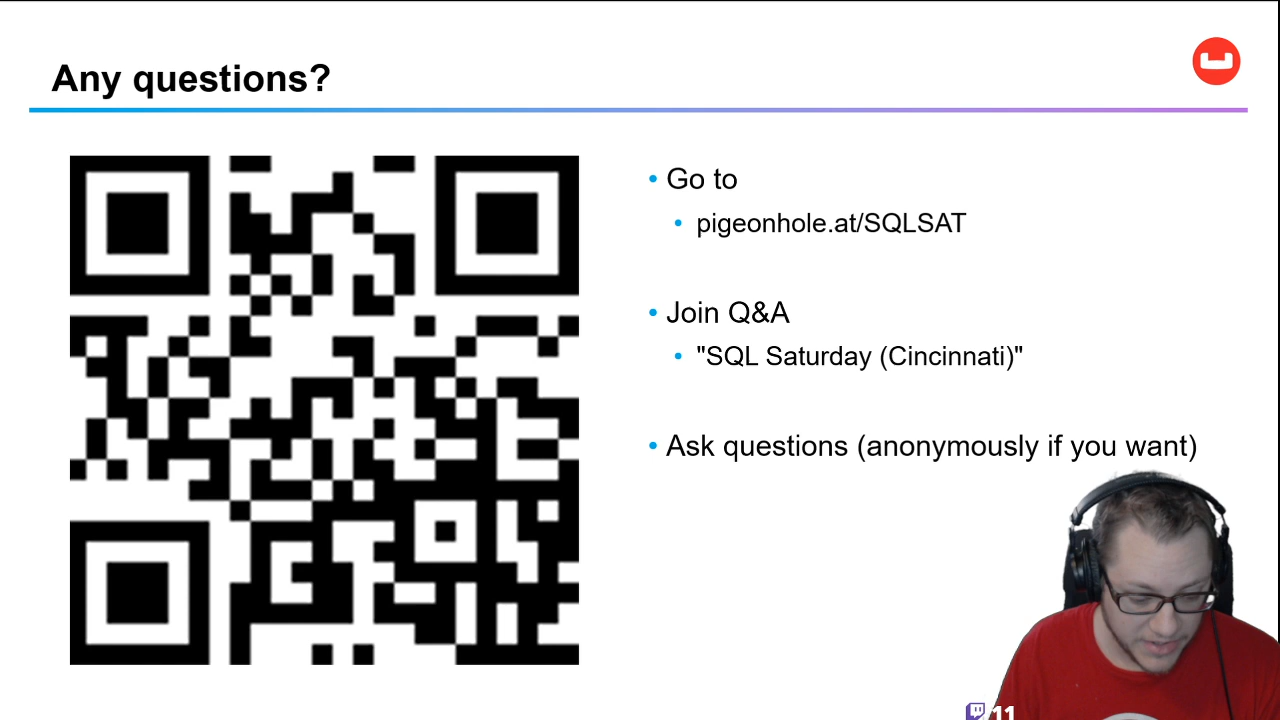 Any questions?
Go to
pigeonhole.at/SQLSAT
Join Q&A
"SQL Saturday (Cincinnati)"
Ask questions (anonymously if you want)
11